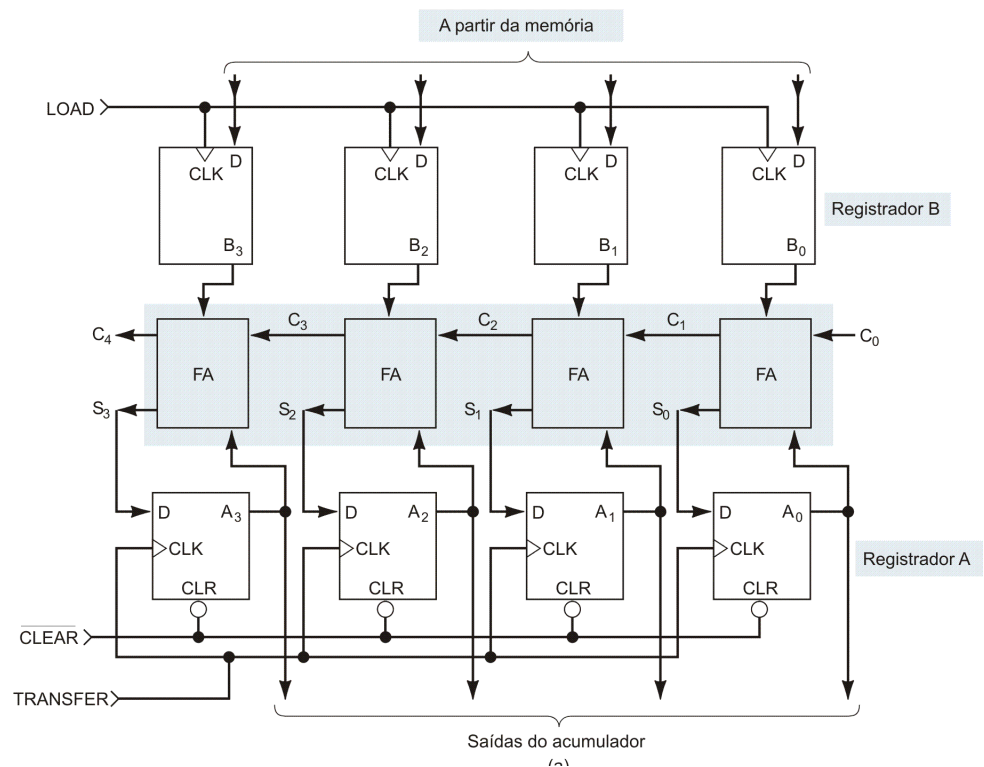 A partir da memória
LOAD
D D D D
CLK CLK CLK CLK
Registrador B
B3 B2 B1 B0
C4 C3 C2 C1 C0
FA FA FA FA
S3 S2 S1 S0
D A3 D A2 D A1 D A0
CLK CLK CLK CLK
Registrador A
CLR CLR CLR CLR
CLEAR
TRANSFER
Saídas do acumulador
(a)